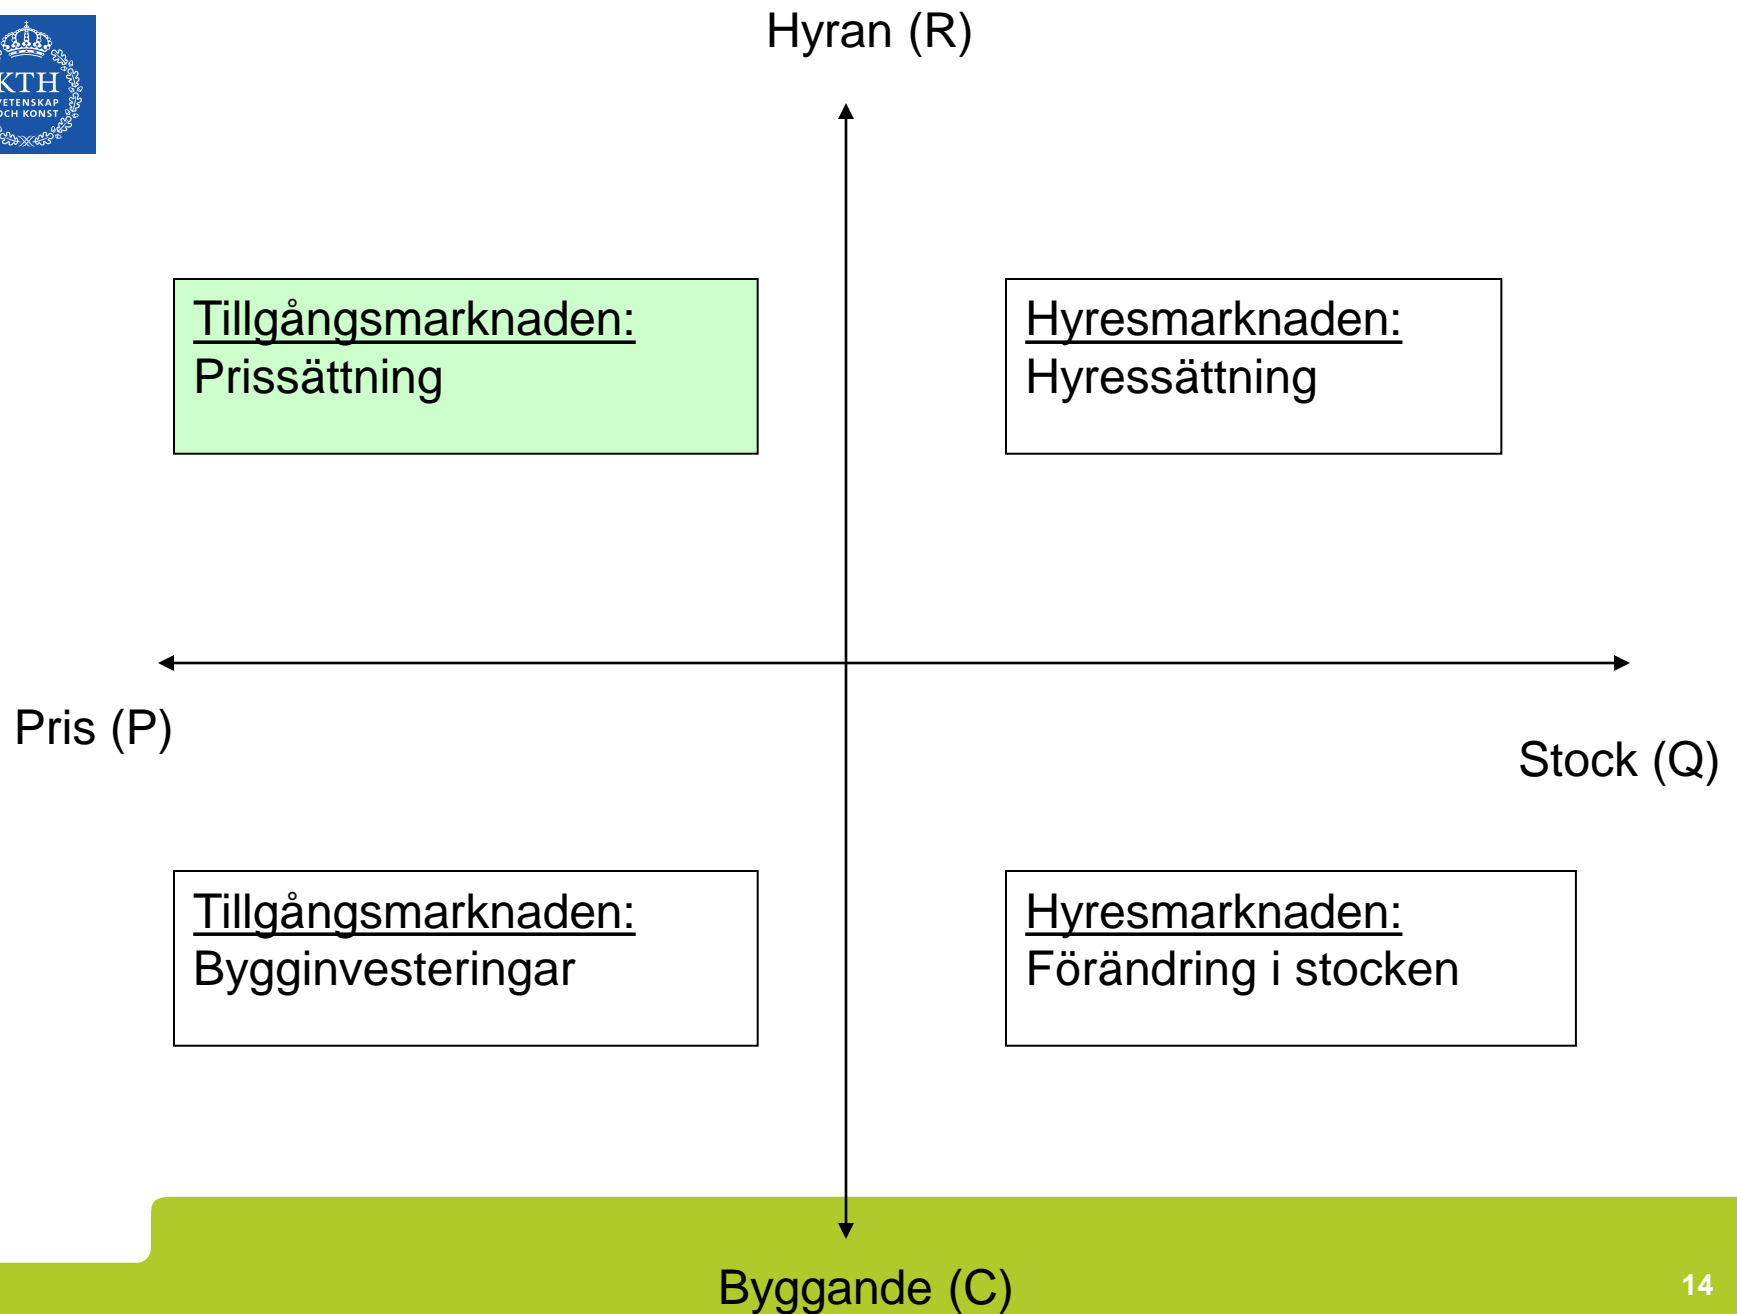 Hyran (R)
KTH
VETENSKAP
OCH KONST
Tillgångsmarknaden:
Prissättning
Hyresmarknaden:
Hyressättning
Pris (P)
Stock (Q)
Tillgångsmarknaden:
Bygginvesteringar
Hyresmarknaden:
Förändring i stocken
Byggande (C)
14